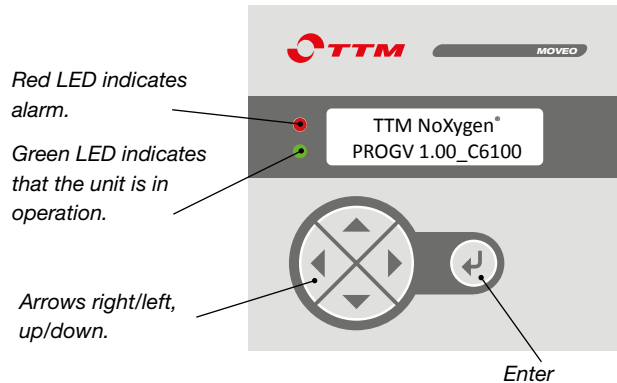 TTM
MOVEO
Red LED indicates
alarm.
TTM NoXygen®
PROGV 1.00_C6100
Green LED indicates
that the unit is in
operation.
Arrows right/left,
up/down.
Enter